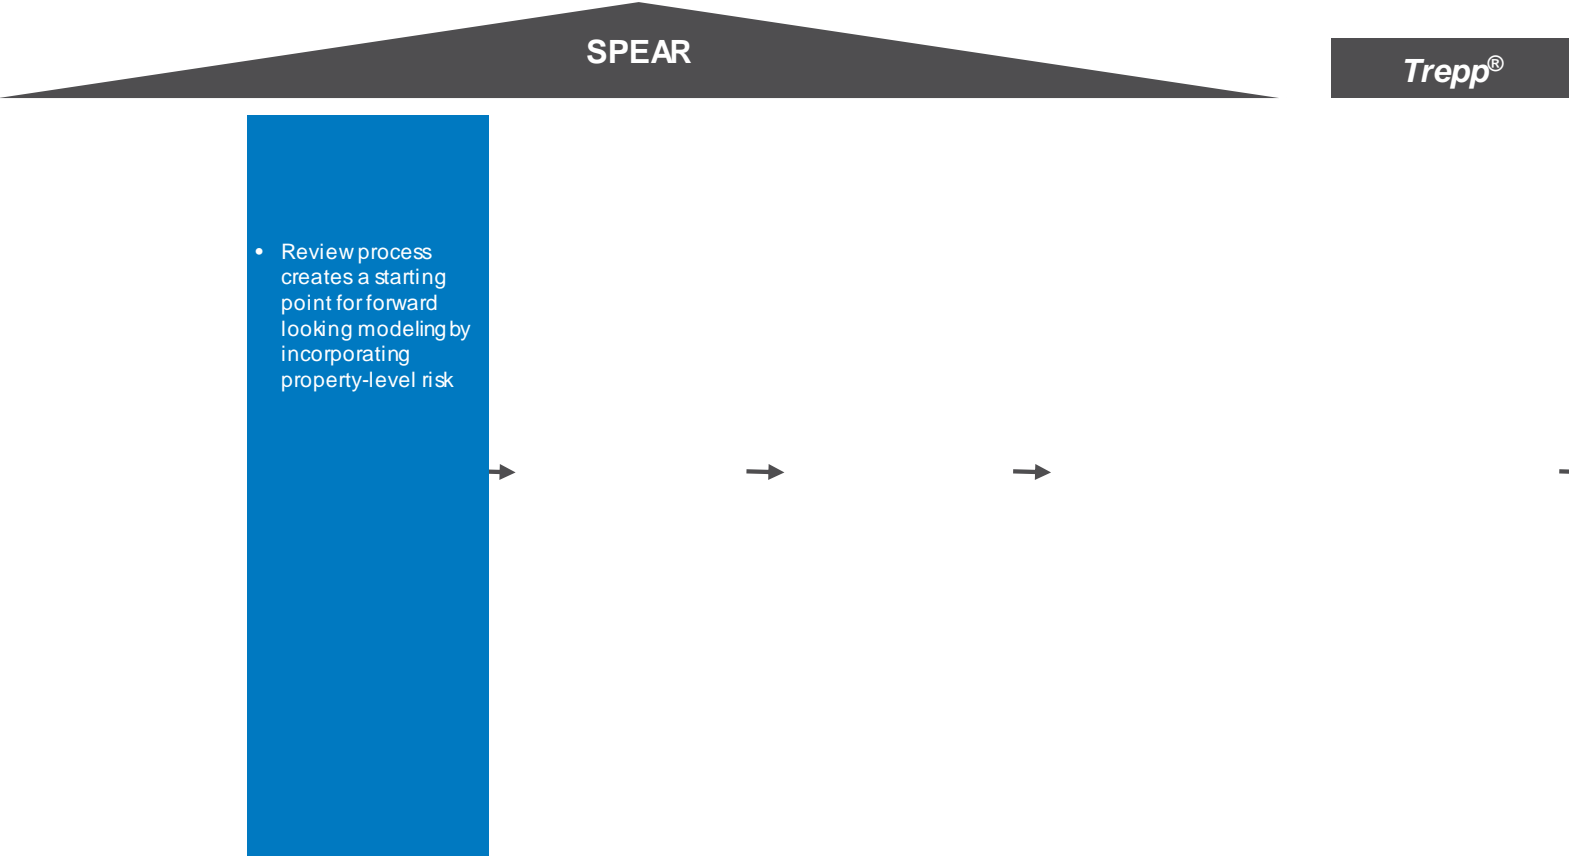 SPEAR
Trepp®
• Review process
creates a starting
point for forward
looking modeling by
incorporating
property-level risk